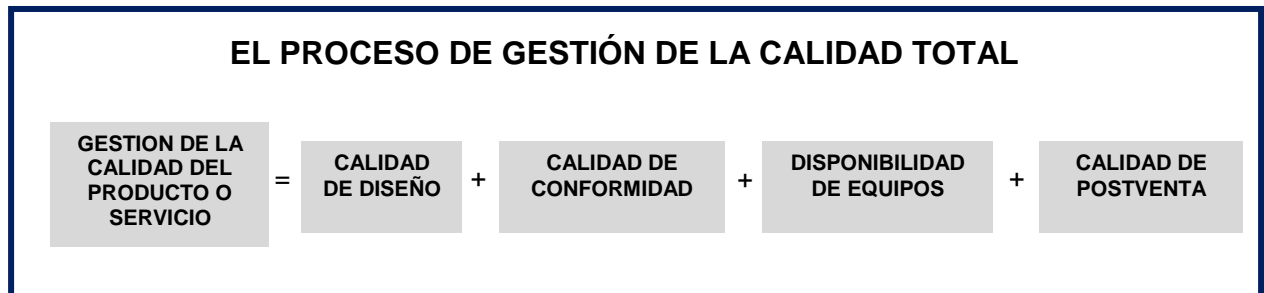 EL PROCESO DE GESTIÓN DE LA CALIDAD TOTAL
GESTION DE LA
CALIDAD DEL
PRODUCTO O
SERVICIO
=
CALIDAD
DE DISEÑO
+
CALIDAD DE
CONFORMIDAD
+
DISPONIBILIDAD
DE EQUIPOS
+
CALIDAD DE
POSTVENTA